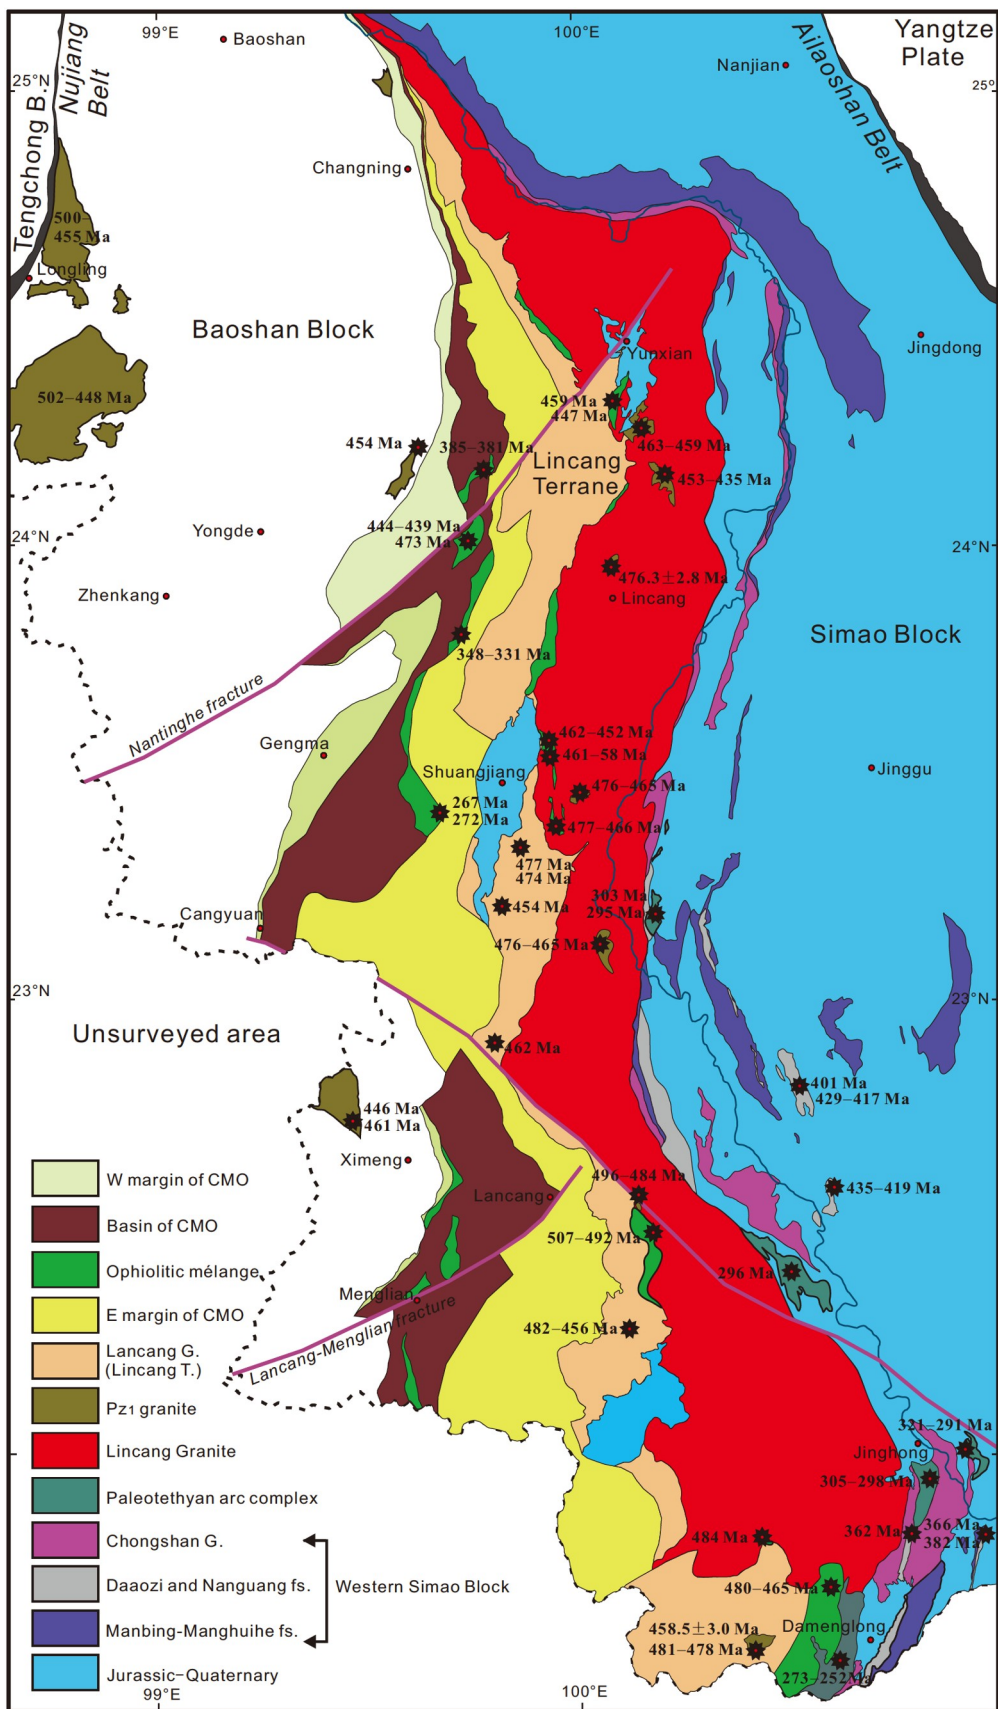 99°E
100°E
Baoshan
Yangtze
Plate
Nanjian
25°N
25°
Nujiang
Belt
Tengchong B.
Ailaoshan Belt
Changning
500–
455 Ma
Longling
Baoshan Block
Yunxian
Jingdong
502–448 Ma
459 Ma
447 Ma
463–459 Ma
454 Ma
385–381 Ma
Lincang
Terrane
453–435 Ma
Yongde
444–439 Ma
473 Ma
24°N
24°N
476.3±2.8 Ma
Zhenkang
Lincang
Simao Block
348–331 Ma
Nantinghe fracture
462–452 Ma
Gengma
461–58 Ma
Shuangjiang
Jinggu
476–465 Ma
267 Ma
272 Ma
477–466 Ma
477 Ma
474 Ma
303 Ma
295 Ma
454 Ma
Cangyuan
476–465 Ma
23°N
23°N
Unsurveyed area
462 Ma
401 Ma
429–417 Ma
446 Ma
461 Ma
Ximeng
W margin of CMO
496–484 Ma
435–419 Ma
Lancang
Basin of CMO
507–492 Ma
Ophiolitic mélange
296 Ma
Menglian
E margin of CMO
482–456 Ma
Lancang-Menglian fracture
Lancang G.
(Lincang T.)
Pz1 granite
321–291 Ma
Lincang Granite
Jinghong
305–298 Ma
Paleotethyan arc complex
Chongshan G.
484 Ma
362 Ma
366 Ma
382 Ma
Daaozi and Nanguang fs.
Western Simao Block
480–465 Ma
Manbing-Manghuihe fs.
458.5±3.0 Ma
Damenglong
481–478 Ma
Jurassic–Quaternary
273–252Ma
99°E
100°E